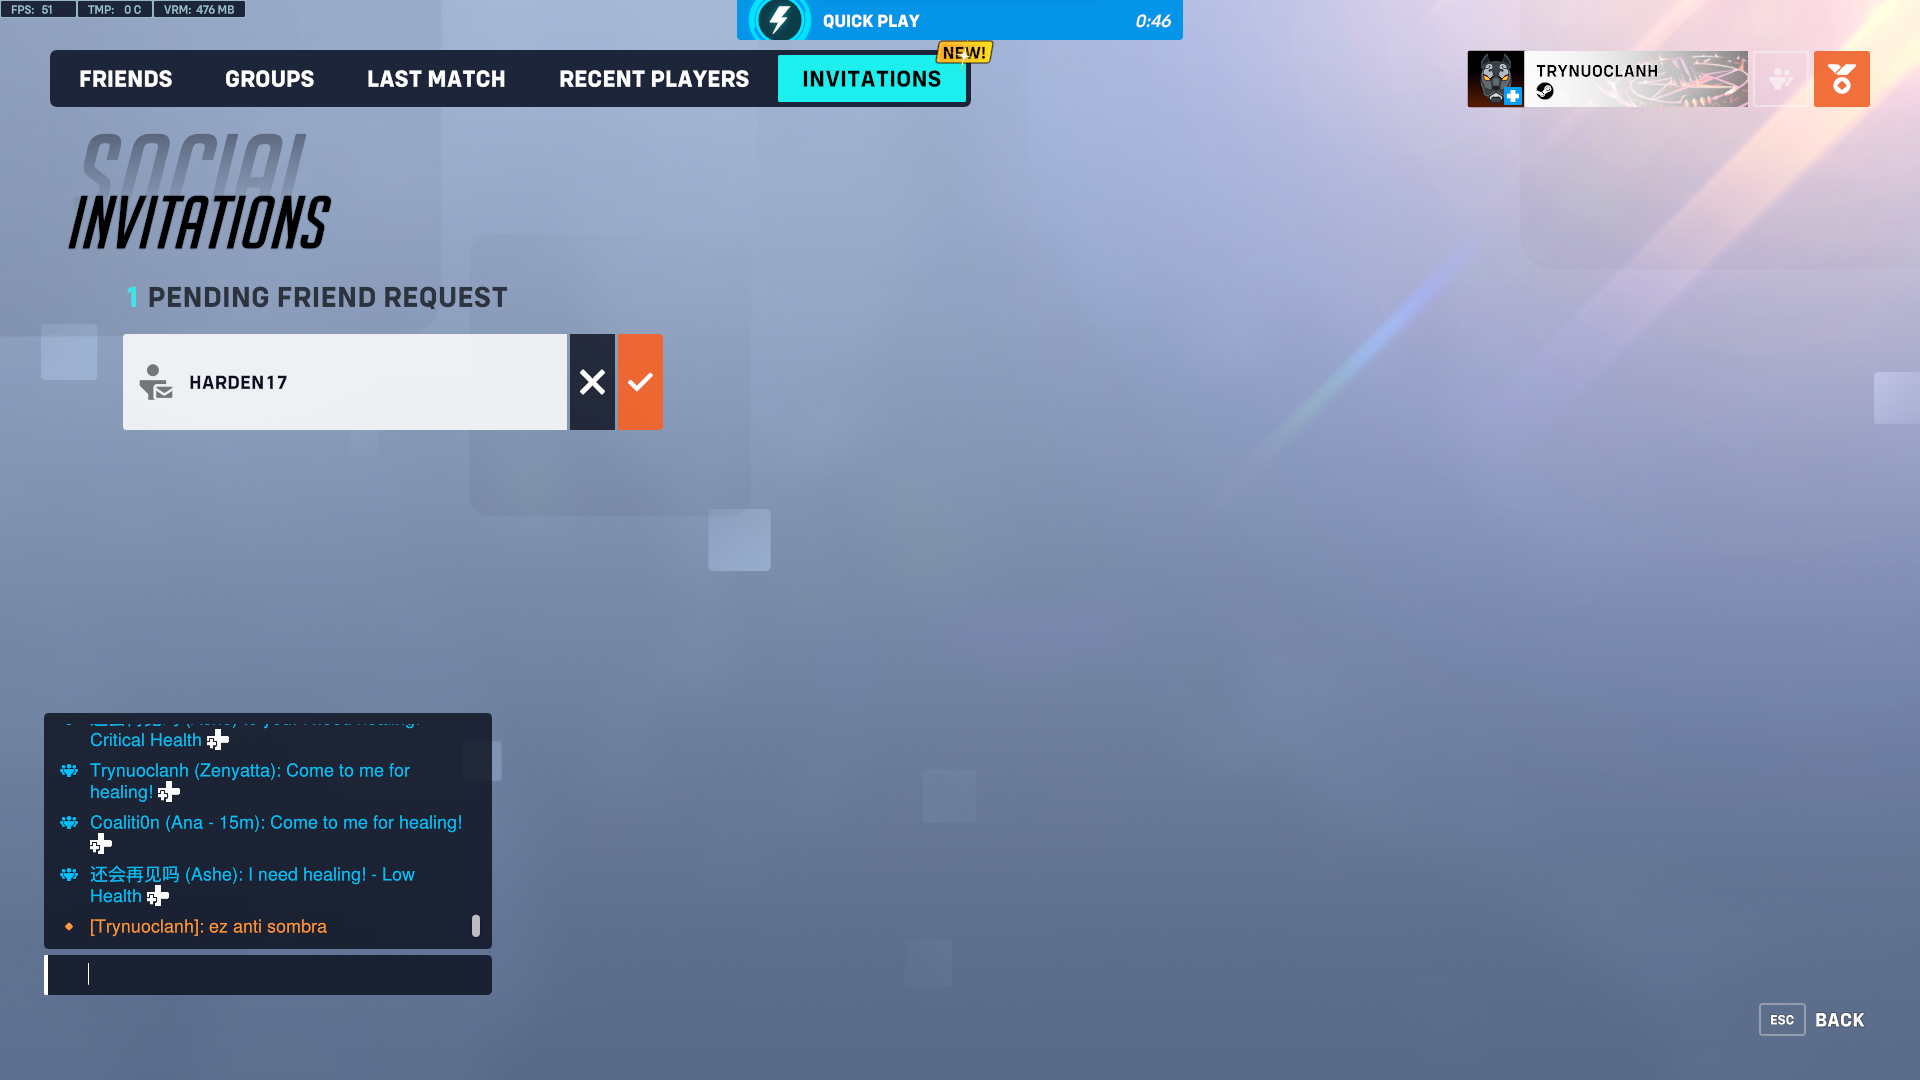 FPS: 51 TMP: 0 C VRM: 476 MB
QUICK PLAY 0:46
NEW!
FRIENDS GROUPS LAST MATCH RECENT PLAYERS INVITATIONS
TRYNUOCLANH
SOCIAL
INVITATIONS
1 PENDING FRIEND REQUEST
HARDEN17
Critical Health
Trynuoclanh (Zenyatta): Come to me for
healing!
Coaliti0n (Ana - 15m): Come to me for healing!
还会再见吗 (Ashe): I need healing! - Low
Health
[Trynuoclanh]: ez anti sombra
ESC BACK